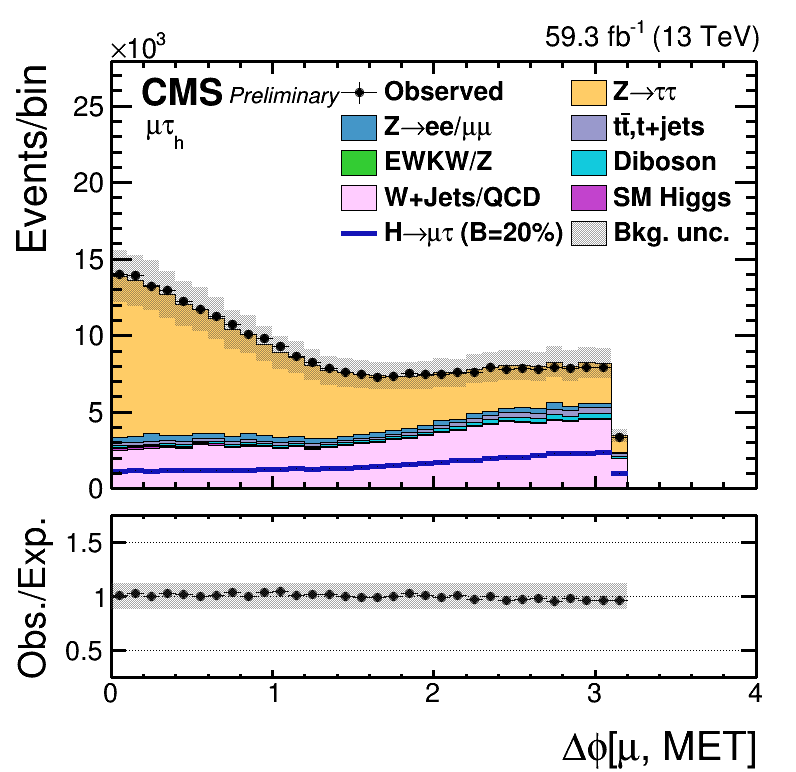 ×10³ 59.3 fb⁻¹ (13 TeV)
CMS Preliminary
μτₕ
Observed Z→ττ
Z→ee/μμ tt̄,t+jets
EWKW/Z Diboson
W+Jets/QCD SM Higgs
H→μτ (B=20%) Bkg. unc.
Events/bin
25
20
15
10
5
0
Obs./Exp.
1.5
1
0.5
0 1 2 3 4
Δϕ[μ, MET]